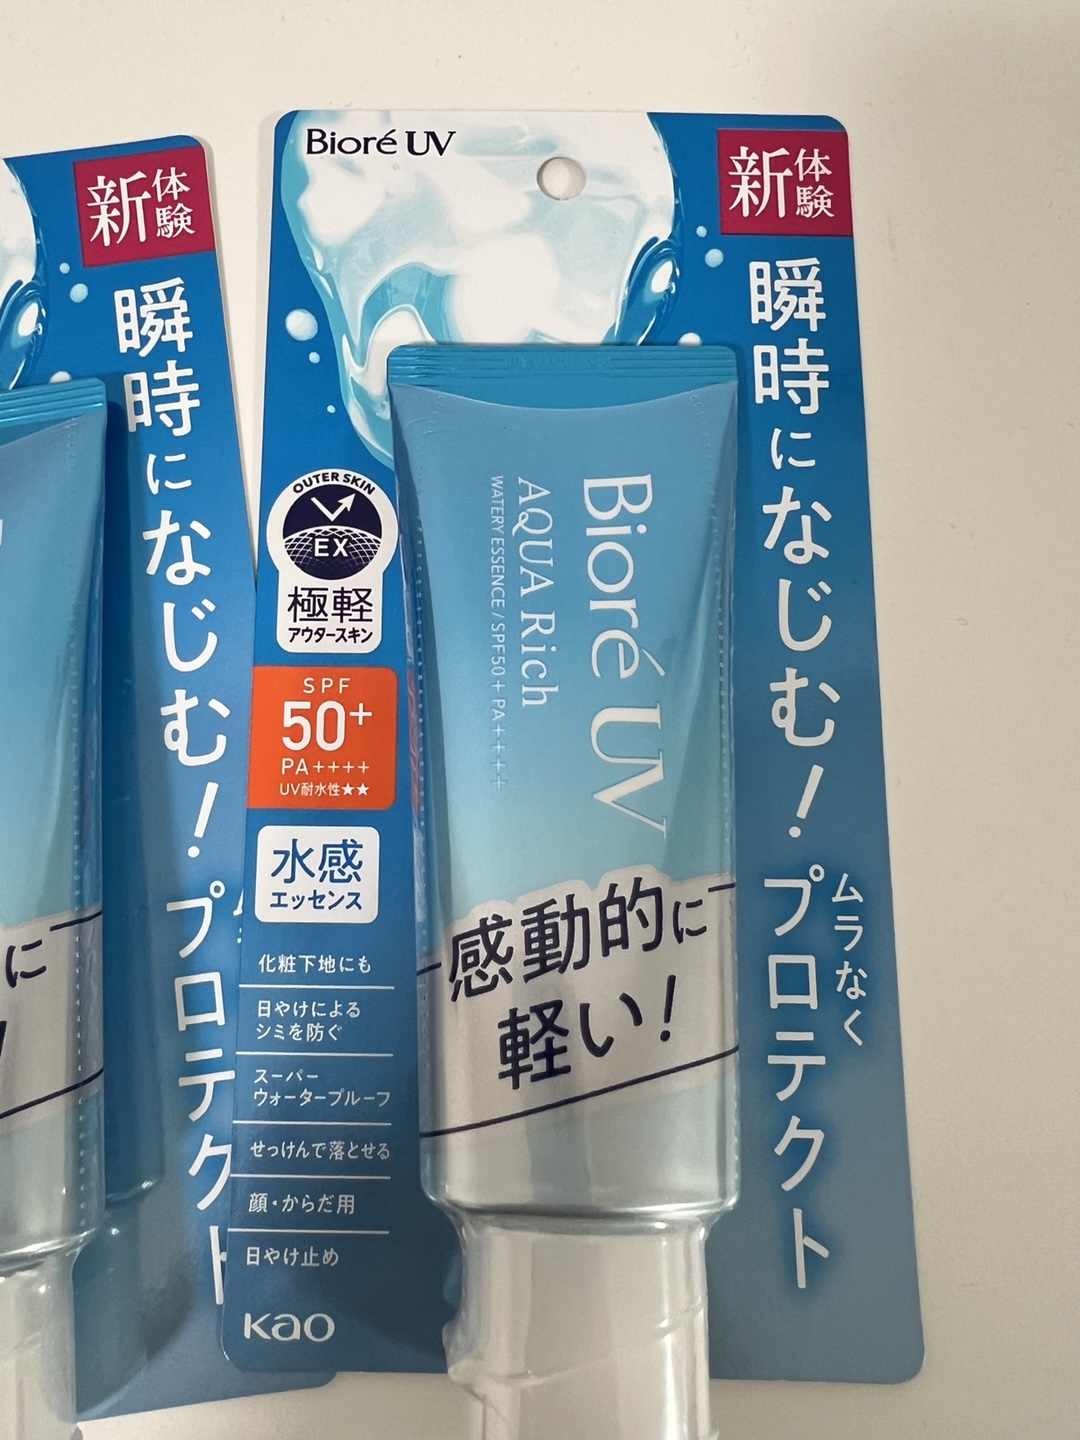 Bioré UV
新体験
瞬時になじむ！ムラなくプロテクト
OUTER SKIN
EX
極軽
アウタースキン
SPF
50+
PA++++
UV耐水性★★
水感
エッセンス
化粧下地にも
日やけによる
シミを防ぐ
スーパー
ウォータープルーフ
せっけんで落とせる
顔・からだ用
日やけ止め
Kao
Bioré UV
AQUA Rich
WATERY ESSENCE / SPF50+ PA++++
感動的に
軽い！
新体験
瞬時になじむ！プロテクト
に
！